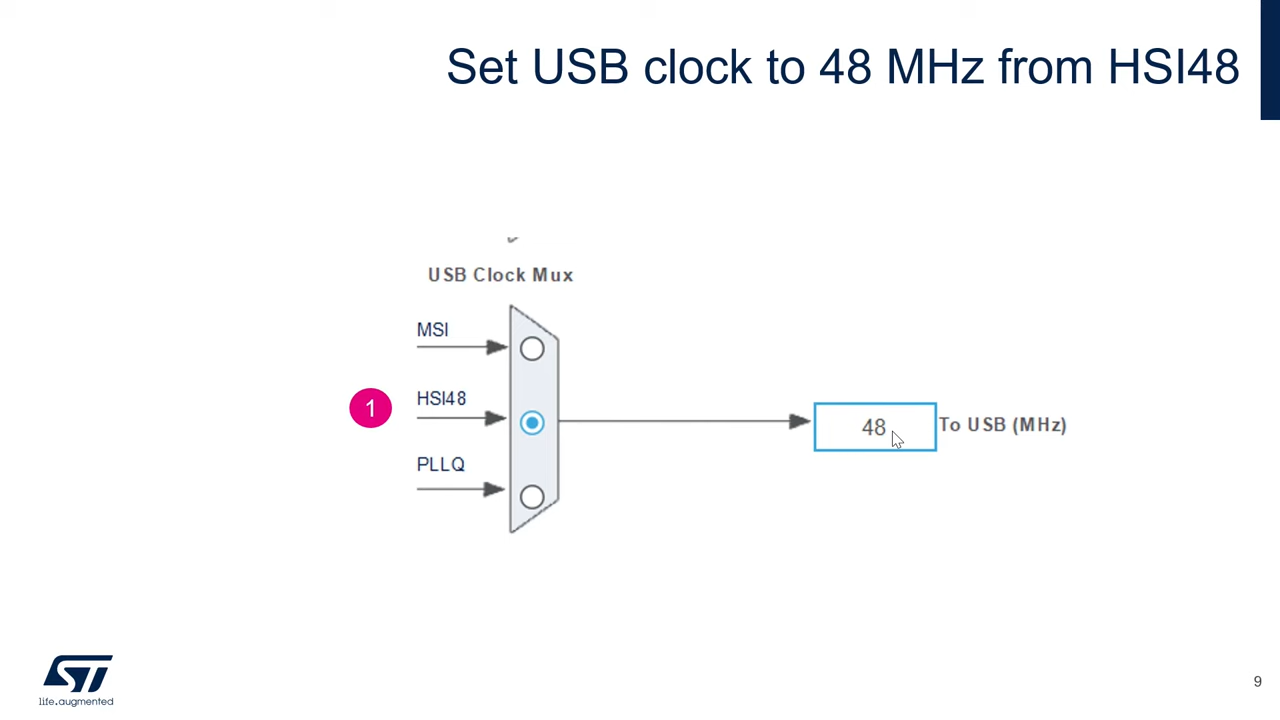 Set USB clock to 48 MHz from HSI48
USB Clock Mux
MSI
1
HSI48
48
To USB (MHz)
PLLQ
ST
life.augmented
9